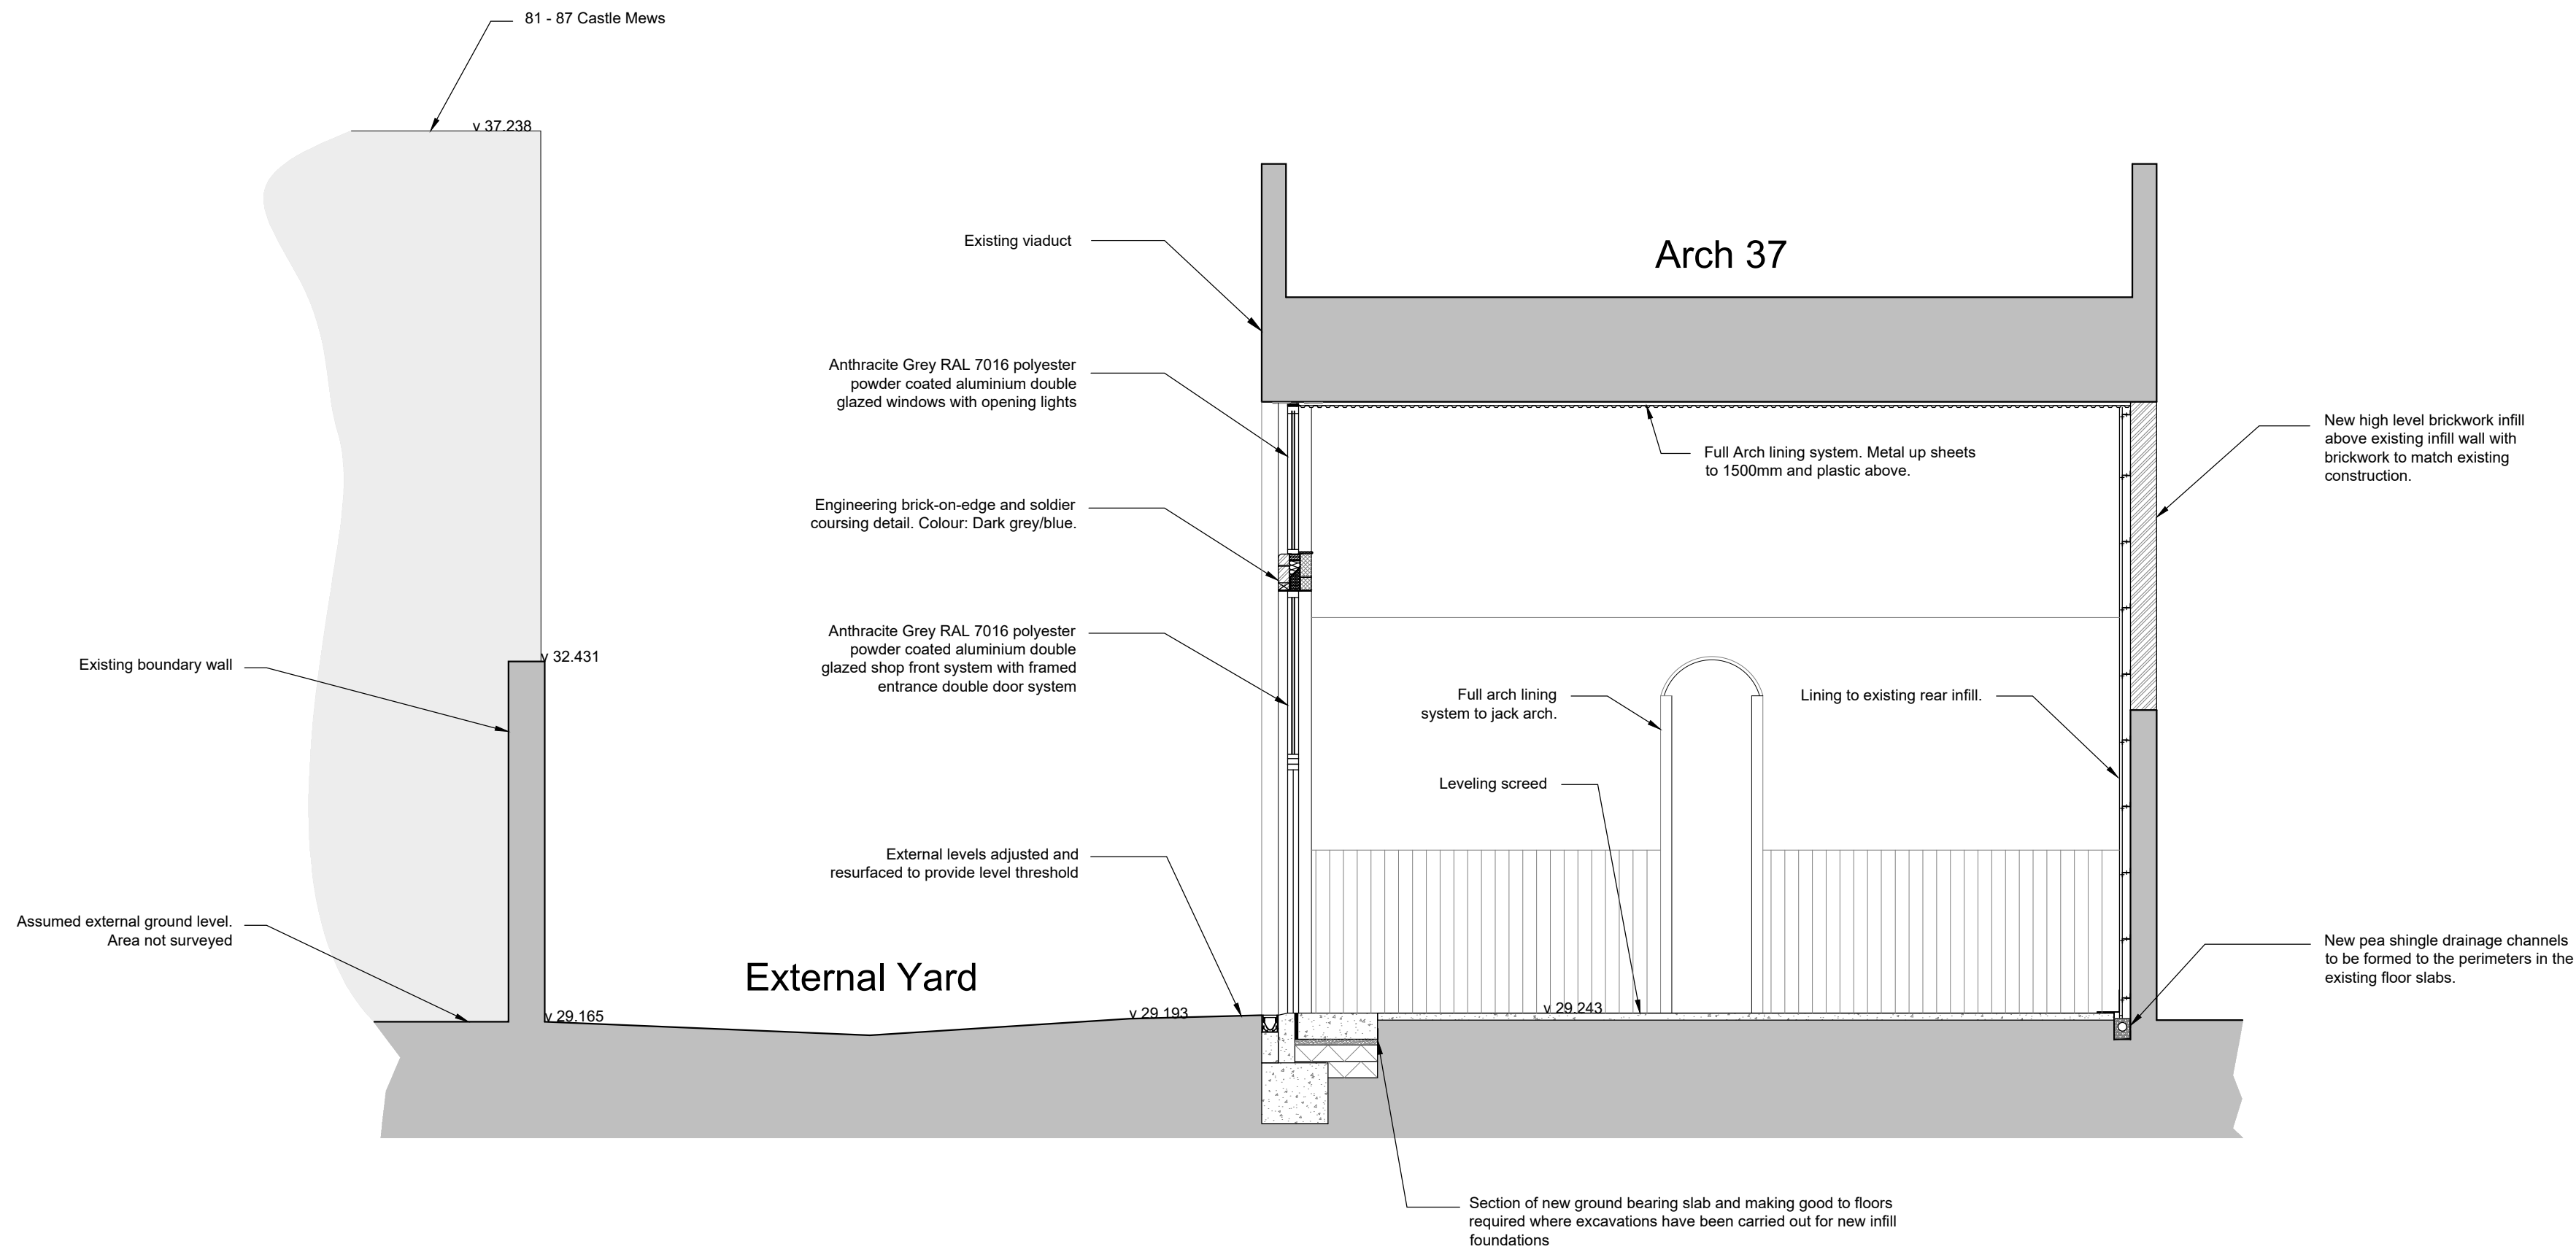 81 - 87 Castle Mews
v 37.238
Existing viaduct
Arch 37
Anthracite Grey RAL 7016 polyester
powder coated aluminium double
glazed windows with opening lights
New high level brickwork infill
above existing infill wall with
brickwork to match existing
construction.
Full Arch lining system. Metal up sheets
to 1500mm and plastic above.
Engineering brick-on-edge and soldier
coursing detail. Colour: Dark grey/blue.
Anthracite Grey RAL 7016 polyester
powder coated aluminium double
glazed shop front system with framed
entrance double door system
v 32.431
Existing boundary wall
Full arch lining
system to jack arch.
Lining to existing rear infill.
Leveling screed
External levels adjusted and
resurfaced to provide level threshold
Assumed external ground level.
Area not surveyed
External Yard
New pea shingle drainage channels
to be formed to the perimeters in the
existing floor slabs.
v 29.165
v 29.193
v 29.243
Section of new ground bearing slab and making good to floors
required where excavations have been carried out for new infill
foundations